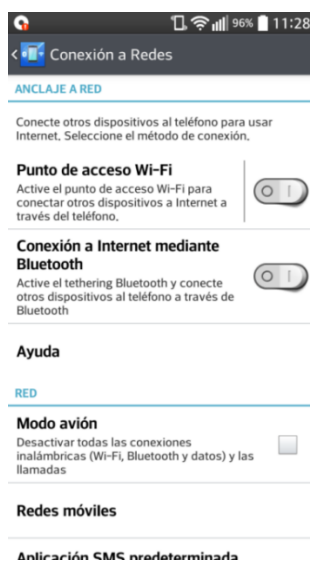 96% 11:28
Conexión a Redes
ANCLAJE A RED
Conecte otros dispositivos al teléfono para usar
Internet. Seleccione el método de conexión.
Punto de acceso Wi-Fi
Active el punto de acceso Wi-Fi para
conectar otros dispositivos a Internet a
través del teléfono.
Conexión a Internet mediante
Bluetooth
Active el tethering Bluetooth y conecte
otros dispositivos al teléfono a través de
Bluetooth
Ayuda
RED
Modo avión
Desactivar todas las conexiones
inalámbricas (Wi-Fi, Bluetooth y datos) y las
llamadas
Redes móviles
Aplicación SMS predeterminada